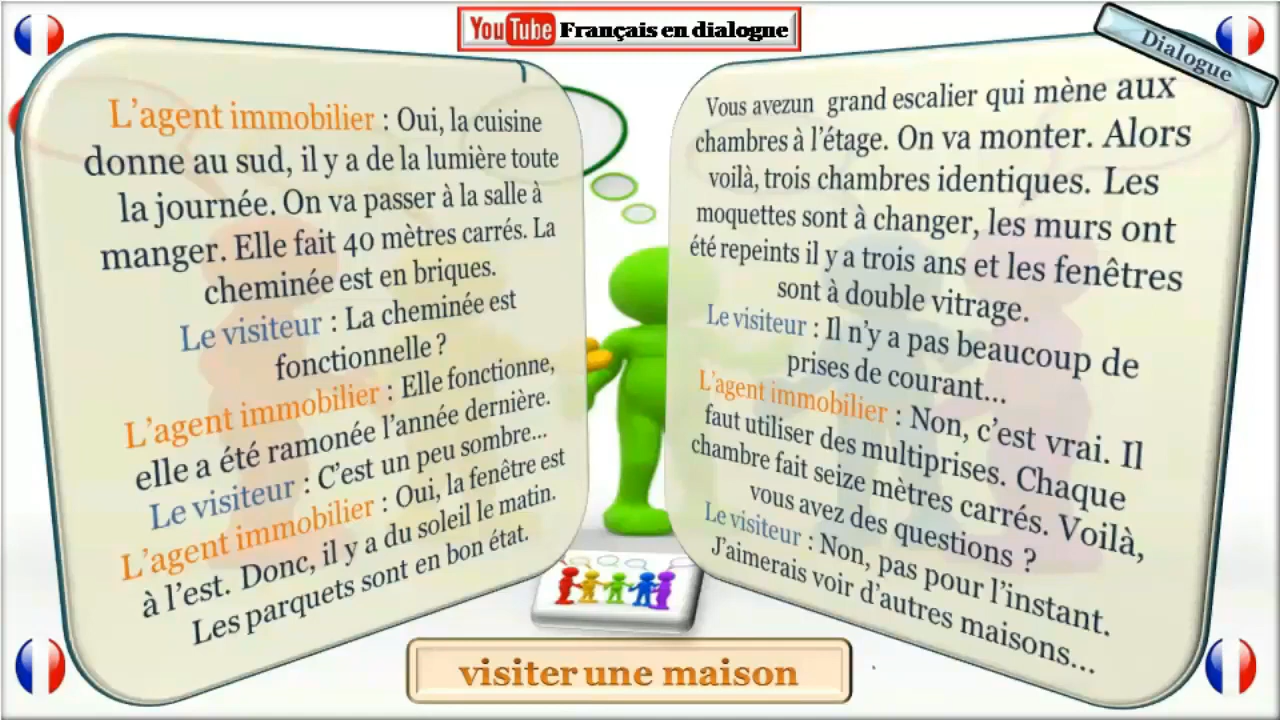 YouTube Français en dialogue
Dialogue
L'agent immobilier : Oui, la cuisine
donne au sud, il y a de la lumière toute
la journée. On va passer à la salle à
manger. Elle fait 40 mètres carrés. La
cheminée est en briques.
Le visiteur : La cheminée est
fonctionnelle ?
L'agent immobilier : Elle fonctionne,
elle a été ramonée l'année dernière.
Le visiteur : C'est un peu sombre...
L'agent immobilier : Oui, la fenêtre est
à l'est. Donc, il y a du soleil le matin.
Les parquets sont en bon état.
Vous avezun grand escalier qui mène aux
chambres à l'étage. On va monter. Alors
voilà, trois chambres identiques. Les
moquettes sont à changer, les murs ont
été repeints il y a trois ans et les fenêtres
sont à double vitrage.
Le visiteur : Il n'y a pas beaucoup de
prises de courant...
L'agent immobilier : Non, c'est vrai. Il
faut utiliser des multiprises. Chaque
chambre fait seize mètres carrés. Voilà,
vous avez des questions ?
Le visiteur : Non, pas pour l'instant.
J'aimerais voir d'autres maisons...
visiter une maison